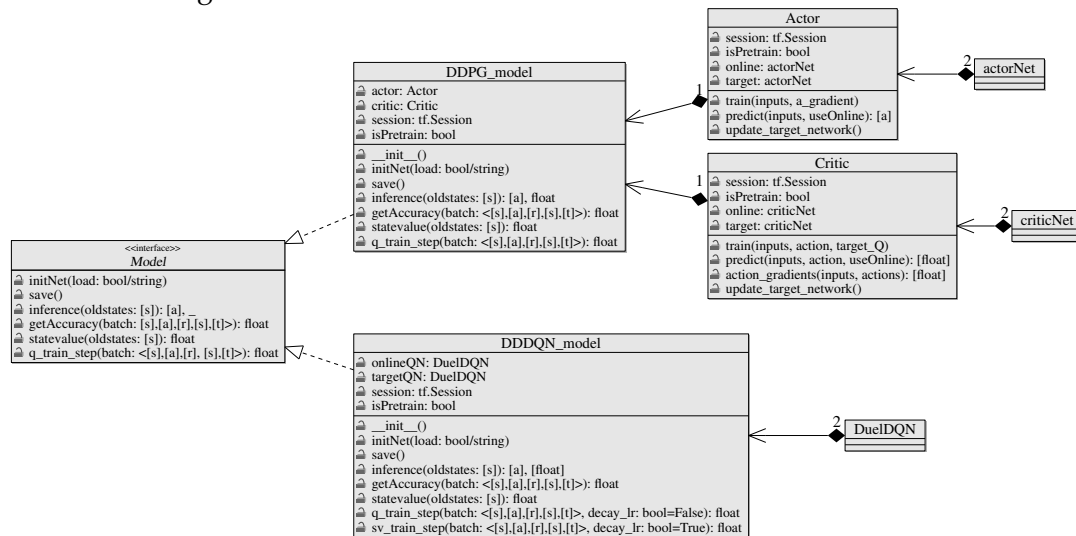 Actor
session: tf.Session
isPretrain: bool
online: actorNet
target: actorNet
train(inputs, a_gradient)
predict(inputs, useOnline): [a]
update_target_network()
2
actorNet
DDPG_model
actor: Actor
critic: Critic
session: tf.Session
isPretrain: bool
__init__()
initNet(load: bool/string)
save()
inference(oldstates: [s]): [a], float
getAccuracy(batch: <[s],[a],[r],[s],[t]>): float
statevalue(oldstates: [s]): float
q_train_step(batch: <[s],[a],[r],[s],[t]>): float
1
1
Critic
session: tf.Session
isPretrain: bool
online: criticNet
target: criticNet
train(inputs, action, target_Q)
predict(inputs, action, useOnline): [float]
action_gradients(inputs, actions): [float]
update_target_network()
2
criticNet
<<interface>>
Model
initNet(load: bool/string)
save()
inference(oldstates: [s]): [a], _
getAccuracy(batch: [s],[a],[r],[s],[t]>): float
statevalue(oldstates: [s]): float
q_train_step(batch: <[s],[a],[r], [s],[t]>): float
DDDQN_model
onlineQN: DuelDQN
targetQN: DuelDQN
session: tf.Session
isPretrain: bool
__init__()
initNet(load: bool/string)
save()
inference(oldstates: [s]): [a], [float]
getAccuracy(batch: <[s],[a],[r],[s],[t]>): float
statevalue(oldstates: [s]): float
q_train_step(batch: <[s],[a],[r],[s],[t]>, decay_lr: bool=False): float
sv_train_step(batch: <[s],[a],[r],[s],[t]>, decay_lr: bool=True): float
2
DuelDQN